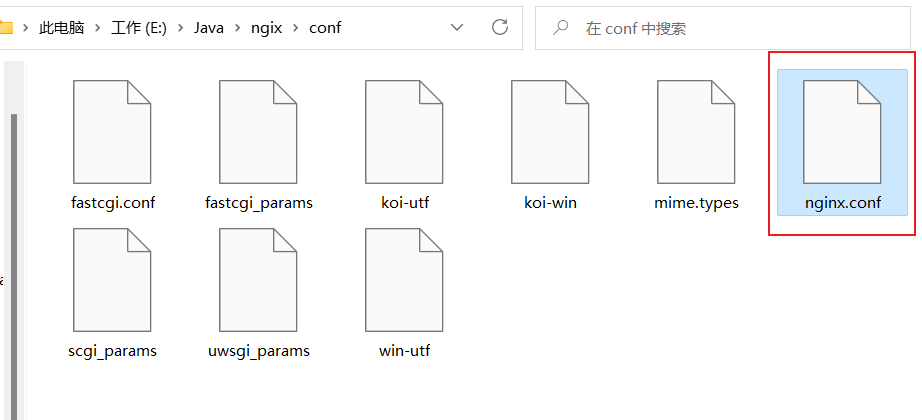 此电脑 > 工作 (E:) > Java > ngix > conf
在 conf 中搜索
fastcgi.conf
fastcgi_params
koi-utf
koi-win
mime.types
nginx.conf
scgi_params
uwsgi_params
win-utf